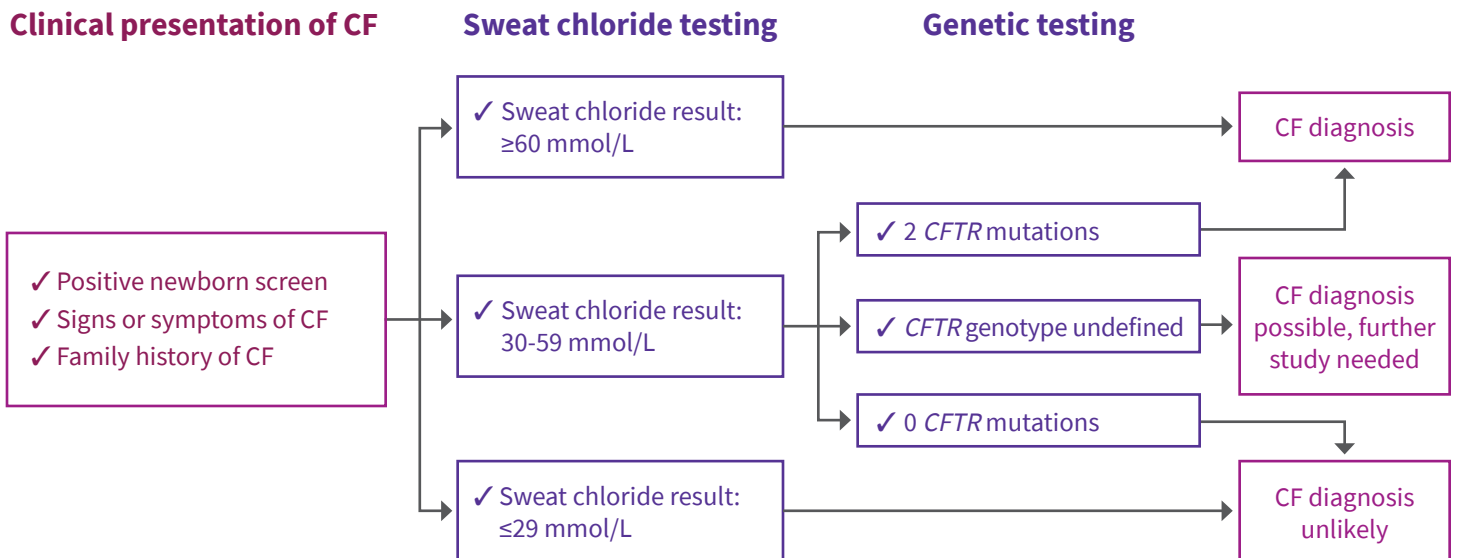 Clinical presentation of CF
Sweat chloride testing
Genetic testing
✓ Positive newborn screen
✓ Signs or symptoms of CF
✓ Family history of CF
✓ Sweat chloride result:
≥60 mmol/L
✓ Sweat chloride result:
30-59 mmol/L
✓ Sweat chloride result:
≤29 mmol/L
✓ 2 CFTR mutations
✓ CFTR genotype undefined
✓ 0 CFTR mutations
CF diagnosis
CF diagnosis
possible, further
study needed
CF diagnosis
unlikely